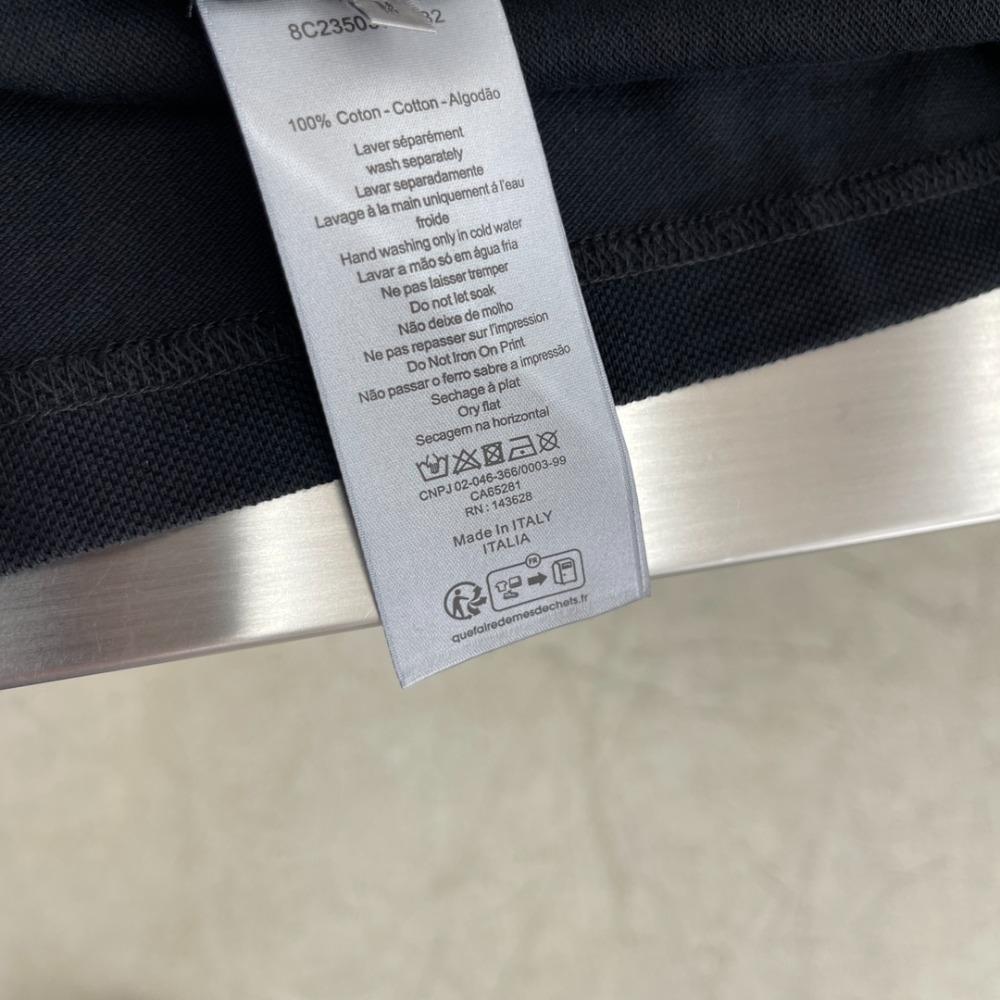 100% Coton - Cotton - Algodão
Laver séparément
wash separately
Lavar separadamente
Lavage à la main uniquement à l'eau
froide
Hand washing only in cold water
Lavar a mão só em água fria
Ne pas laisser tremper
Do not let soak
Não deixe de molho
Ne pas repasser sur l'impression
Do Not Iron On Print
Não passar o ferro sabre a impressão
Sechage à plat
Ory flat
Secagem na horizontal
CNPJ 02-046-366/0003-99
CA65281
RN : 143628
Made In ITALY
ITALIA
FR
quefairedemesdechets.fr